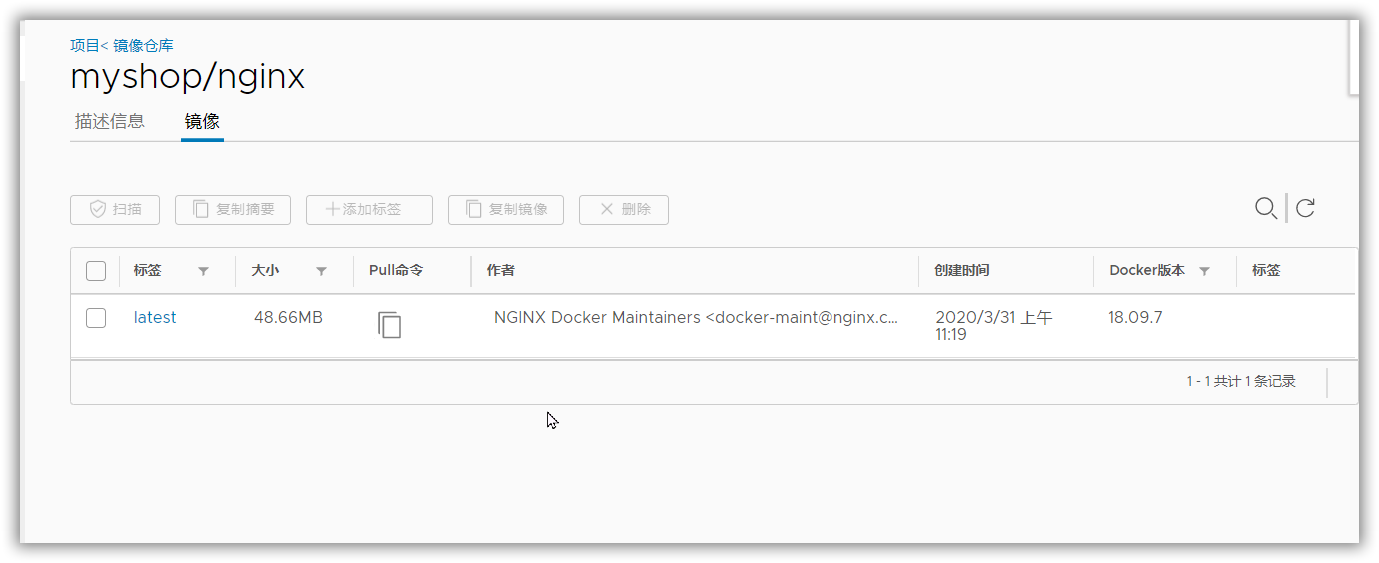 项目< 镜像仓库
myshop/nginx
描述信息 镜像
扫描 复制摘要 添加标签 复制镜像 删除
标签 大小 Pull命令 作者 创建时间 Docker版本 标签
latest 48.66MB NGINX Docker Maintainers <docker-maint@nginx.c... 2020/3/31 上午 18.09.7
11:19
1 - 1 共计 1 条记录